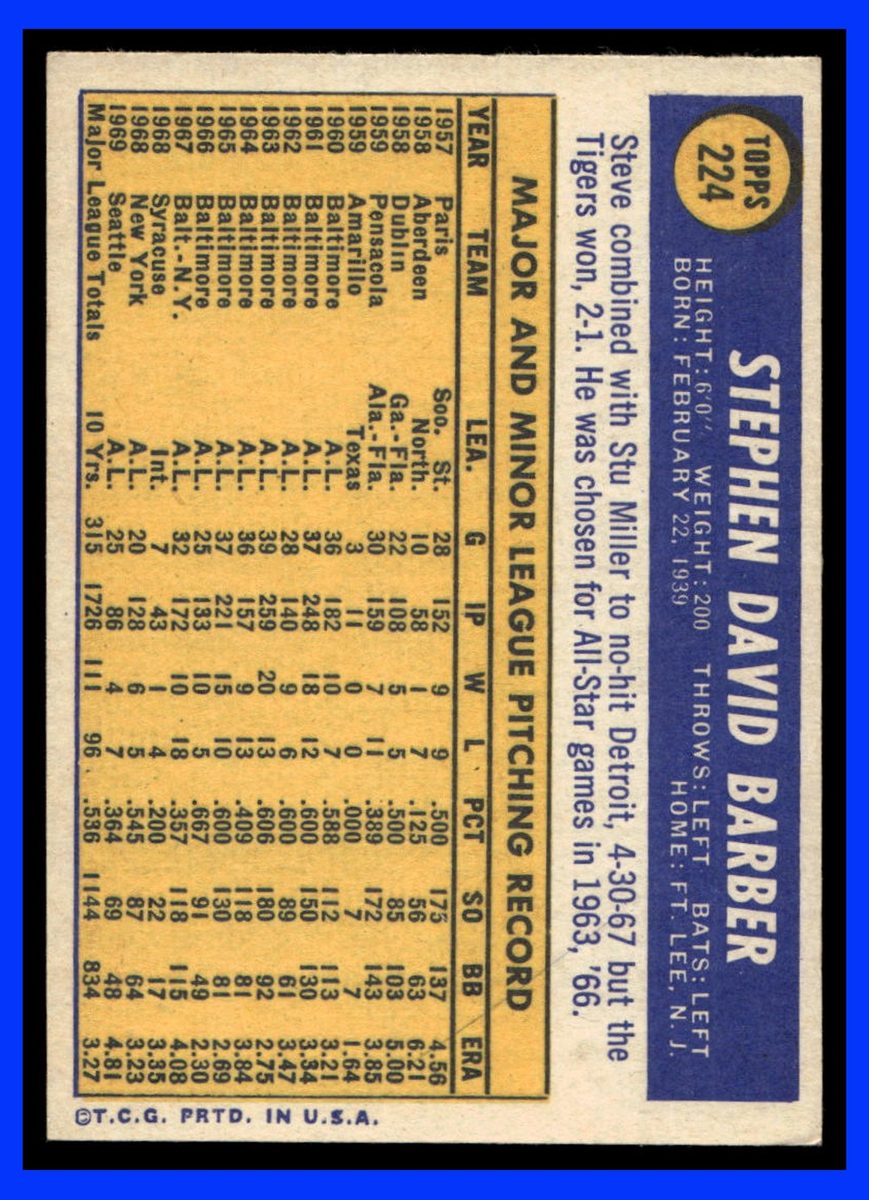 TOPPS
224
STEPHEN DAVID BARBER
HEIGHT: 6'0" WEIGHT: 200 THROWS: LEFT BATS: LEFT
BORN: FEBRUARY 22, 1939 HOME: FT. LEE, N. J.
Steve combined with Stu Miller to no-hit Detroit, 4-30-67 but the
Tigers won, 2-1. He was chosen for All-Star games in 1963, '66.
MAJOR AND MINOR LEAGUE PITCHING RECORD
YEAR TEAM LEA. G IP W L PCT SO BB ERA
1957 Paris Soo. St. 28 152 9 9 .500 175 137 4.56
1958 Aberdeen North. 10 58 1 7 .125 56 63 6.21
1958 Dublin Ga.-Fla. 22 108 5 5 .500 85 103 5.00
1959 Pensacola Ala.-Fla. 30 159 7 11 .389 172 143 3.85
1959 Amarillo Texas 3 11 0 0 .000 7 7 1.64
1960 Baltimore A.L. 36 182 10 7 .588 112 113 3.21
1961 Baltimore A.L. 37 248 18 12 .600 150 130 3.34
1962 Baltimore A.L. 28 140 9 6 .600 89 61 3.47
1963 Baltimore A.L. 39 259 20 13 .606 180 92 2.75
1964 Baltimore A.L. 36 157 9 13 .409 118 81 3.84
1965 Baltimore A.L. 37 221 15 10 .600 130 81 2.69
1966 Baltimore A.L. 25 133 10 5 .667 91 49 2.30
1967 Balt.-N.Y. A.L. 32 172 10 18 .357 118 115 4.08
1968 Syracuse Int. 7 43 1 4 .200 22 17 3.35
1968 New York A.L. 20 128 6 5 .545 87 64 3.23
1969 Seattle A.L. 25 86 4 7 .364 69 48 4.81
Major League Totals 10 Yrs. 315 1726 111 96 .536 1144 834 3.27
©T.C.G. PRTD. IN U.S.A.